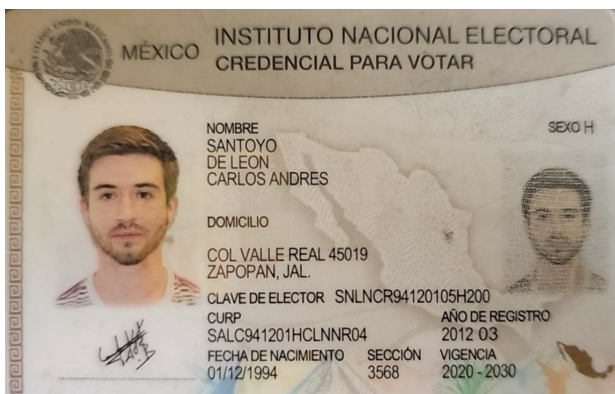 MÉXICO
INSTITUTO NACIONAL ELECTORAL
CREDENCIAL PARA VOTAR
NOMBRE
SEXO H
SANTOYO
DE LEON
CARLOS ANDRES
DOMICILIO
COL VALLE REAL 45019
ZAPOPAN, JAL.
CLAVE DE ELECTOR SNLNCR94120105H200
CURP
AÑO DE REGISTRO
SALC941201HCLNNR04
2012 03
FECHA DE NACIMIENTO SECCIÓN VIGENCIA
01/12/1994 3568 2020 - 2030